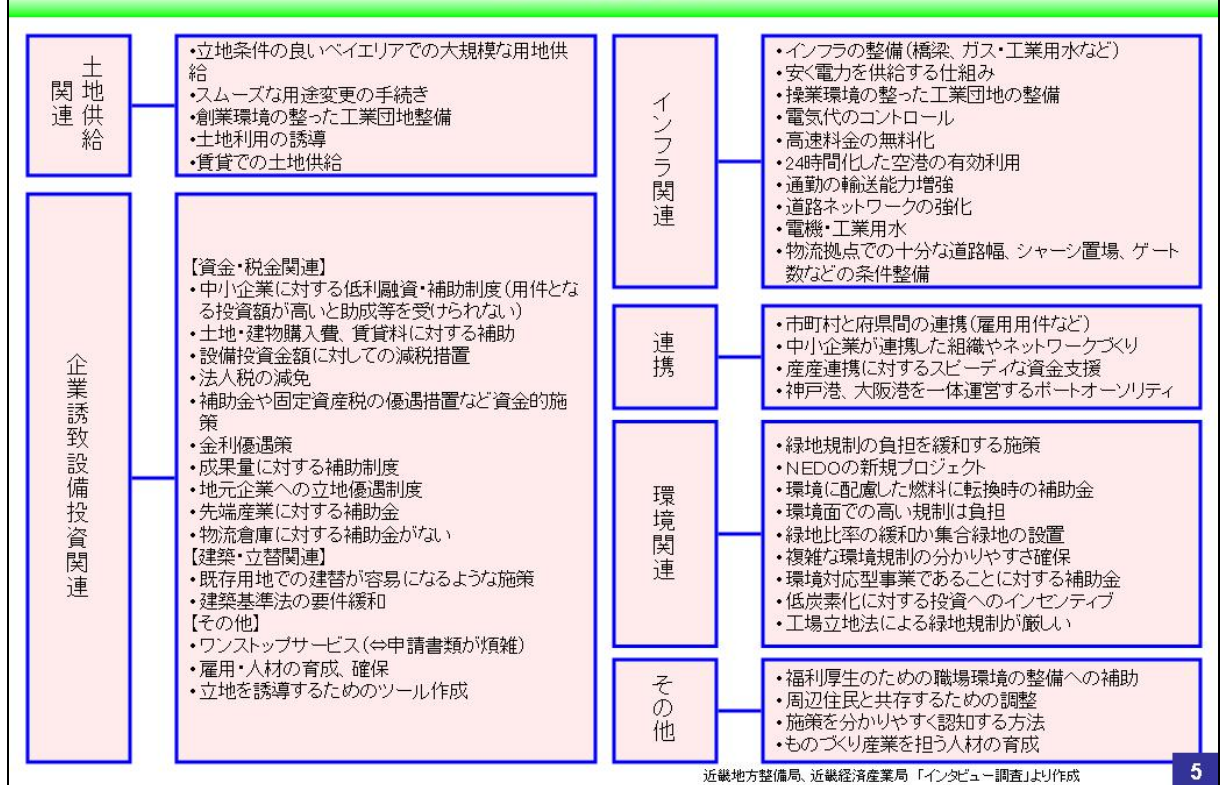 土地供給
関連
・立地条件の良いベイエリアでの大規模な用地供
給
・スムーズな用途変更の手続き
・創業環境の整った工業団地整備
・土地利用の誘導
・賃貸での土地供給
企業誘致設備投資関連
【資金・税金関連】
・中小企業に対する低利融資・補助制度(用件とな
る投資額が高いと助成等を受けられない)
・土地・建物購入費、賃貸料に対する補助
・設備投資金額に対しての減税措置
・法人税の減免
・補助金や固定資産税の優遇措置など資金的施
策
・金利優遇策
・成果量に対する補助制度
・地元企業への立地優遇制度
・先端産業に対する補助金
・物流倉庫に対する補助金がない
【建築・立替関連】
・既存用地での建替が容易になるような施策
・建築基準法の要件緩和
【その他】
・ワンストップサービス(⇔申請書類が煩雑)
・雇用・人材の育成、確保
・立地を誘導するためのツール作成
インフラ関連
・インフラの整備(橋梁、ガス・工業用水など)
・安く電力を供給する仕組み
・操業環境の整った工業団地の整備
・電気代のコントロール
・高速料金の無料化
・24時間化した空港の有効利用
・通勤の輸送能力増強
・道路ネットワークの強化
・電機・工業用水
・物流拠点での十分な道路幅、シャーシ置場、ゲート
数などの条件整備
連携
・市町村と府県間の連携(雇用用件など)
・中小企業が連携した組織やネットワークづくり
・産産連携に対するスピーディな資金支援
・神戸港、大阪港を一体運営するポートオーソリティ
環境関連
・緑地規制の負担を緩和する施策
・NEDOの新規プロジェクト
・環境に配慮した燃料に転換時の補助金
・環境面での高い規制は負担
・緑地比率の緩和か集合緑地の設置
・複雑な環境規制の分かりやすさ確保
・環境対応型事業であることに対する補助金
・低炭素化に対する投資へのインセンティブ
・工場立地法による緑地規制が厳しい
その他
・福利厚生のための職場環境の整備への補助
・周辺住民と共存するための調整
・施策を分かりやすく認知する方法
・ものづくり産業を担う人材の育成
近畿地方整備局、近畿経済産業局 「インタビュー調査」より作成
5